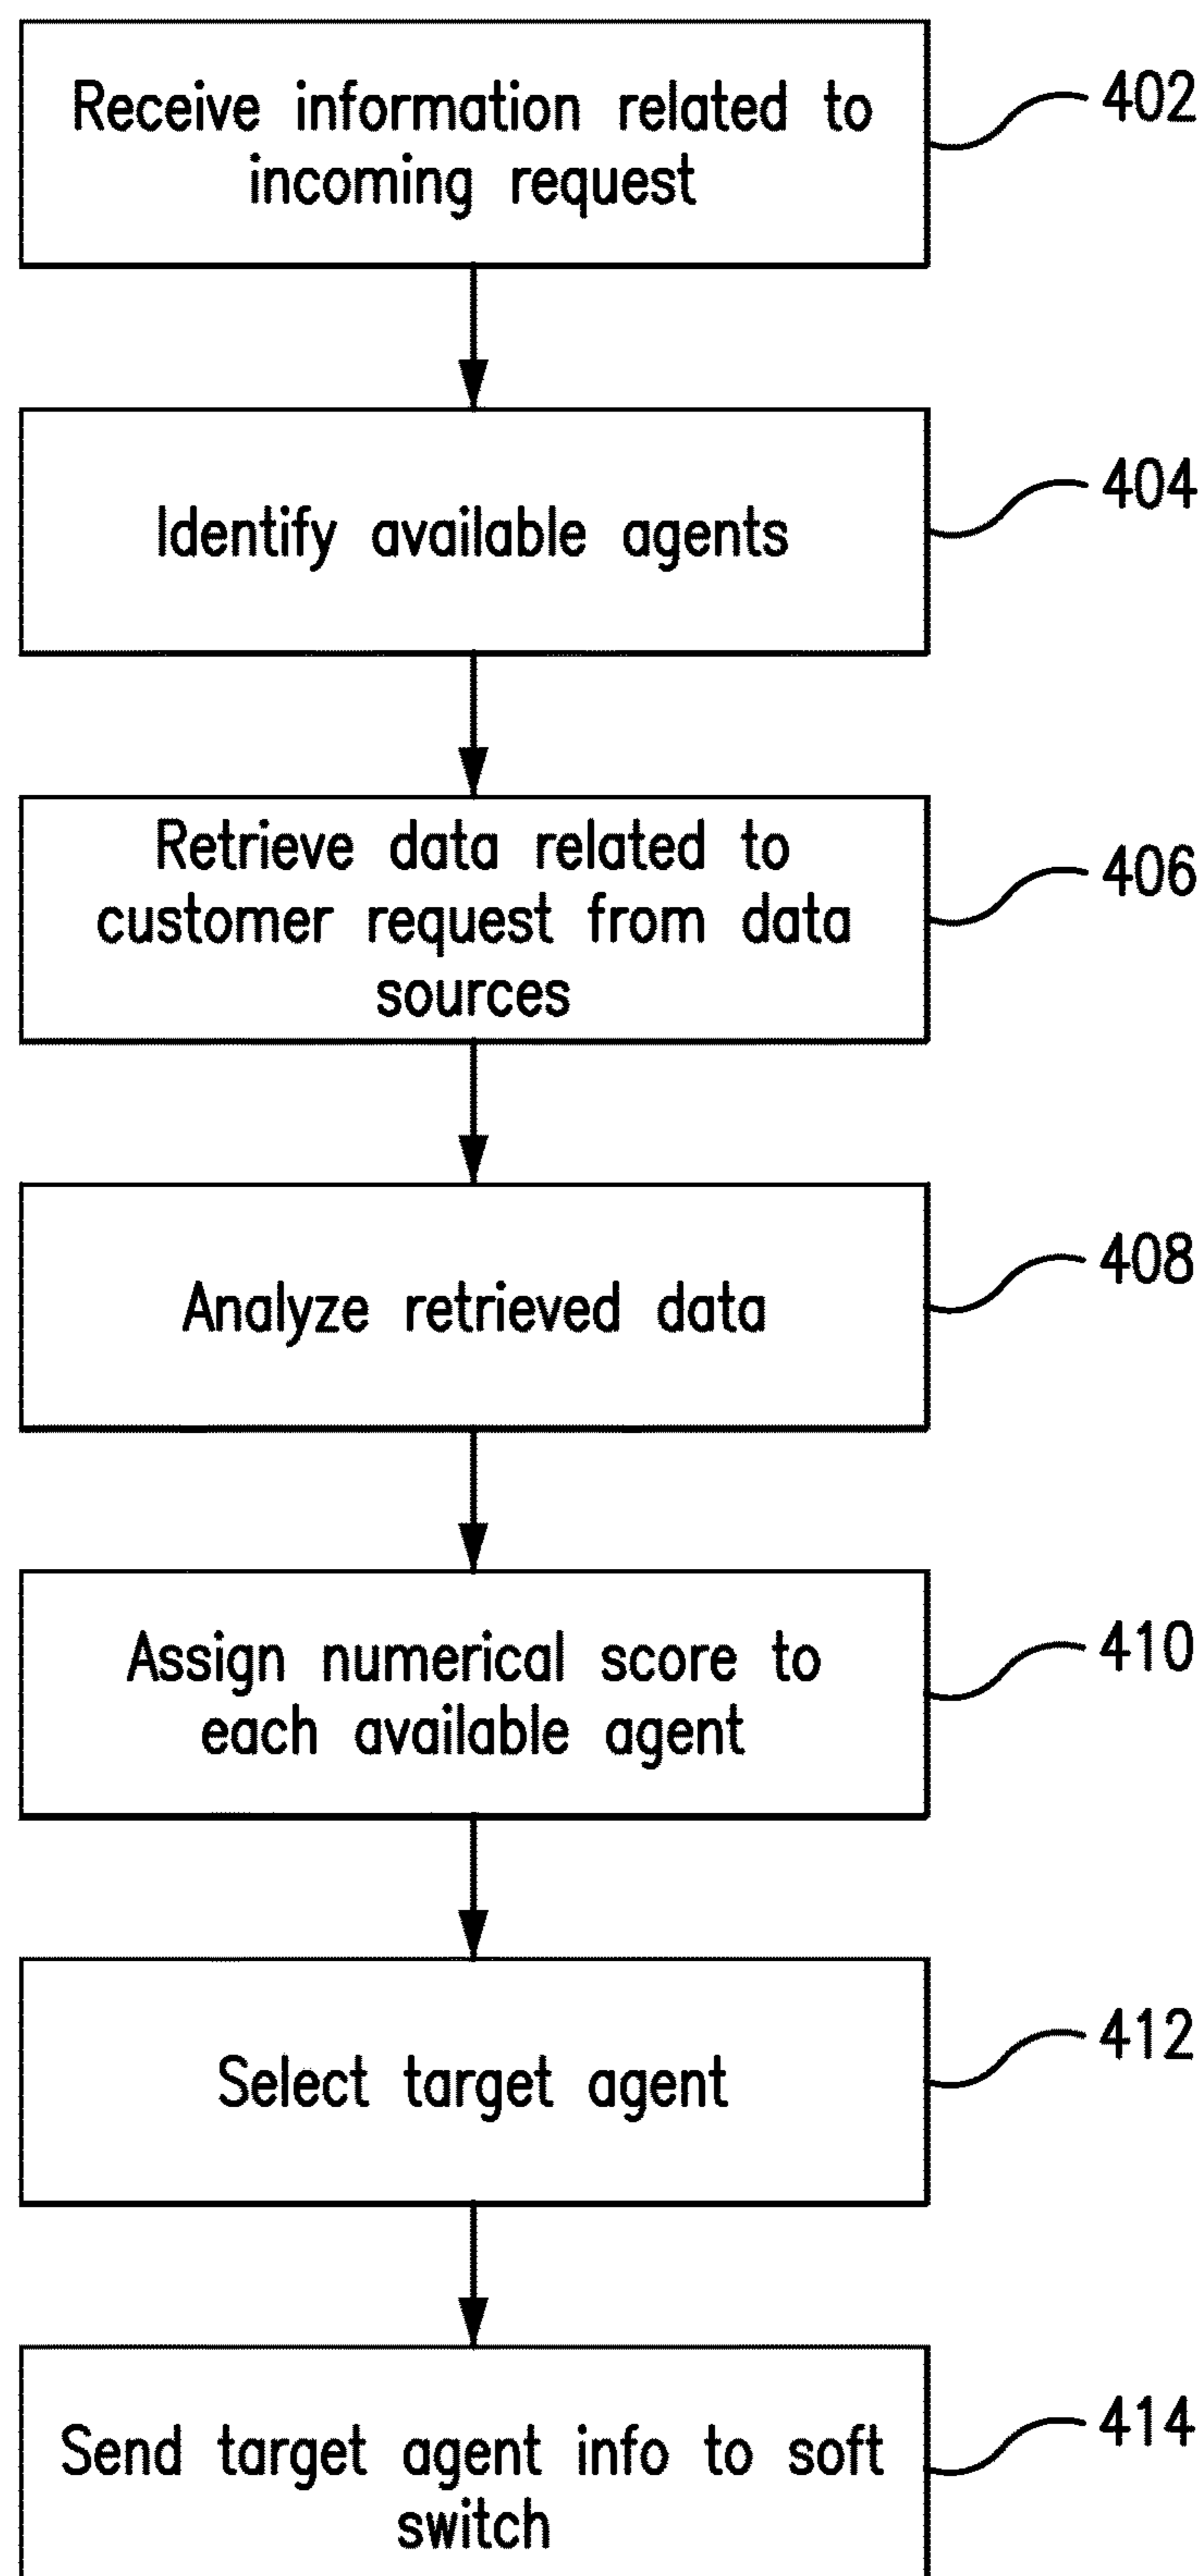 Receive information related to
incoming request
402
Identify available agents
404
Retrieve data related to
customer request from data
sources
406
Analyze retrieved data
408
Assign numerical score to
each available agent
410
Select target agent
412
Send target agent info to soft
switch
414